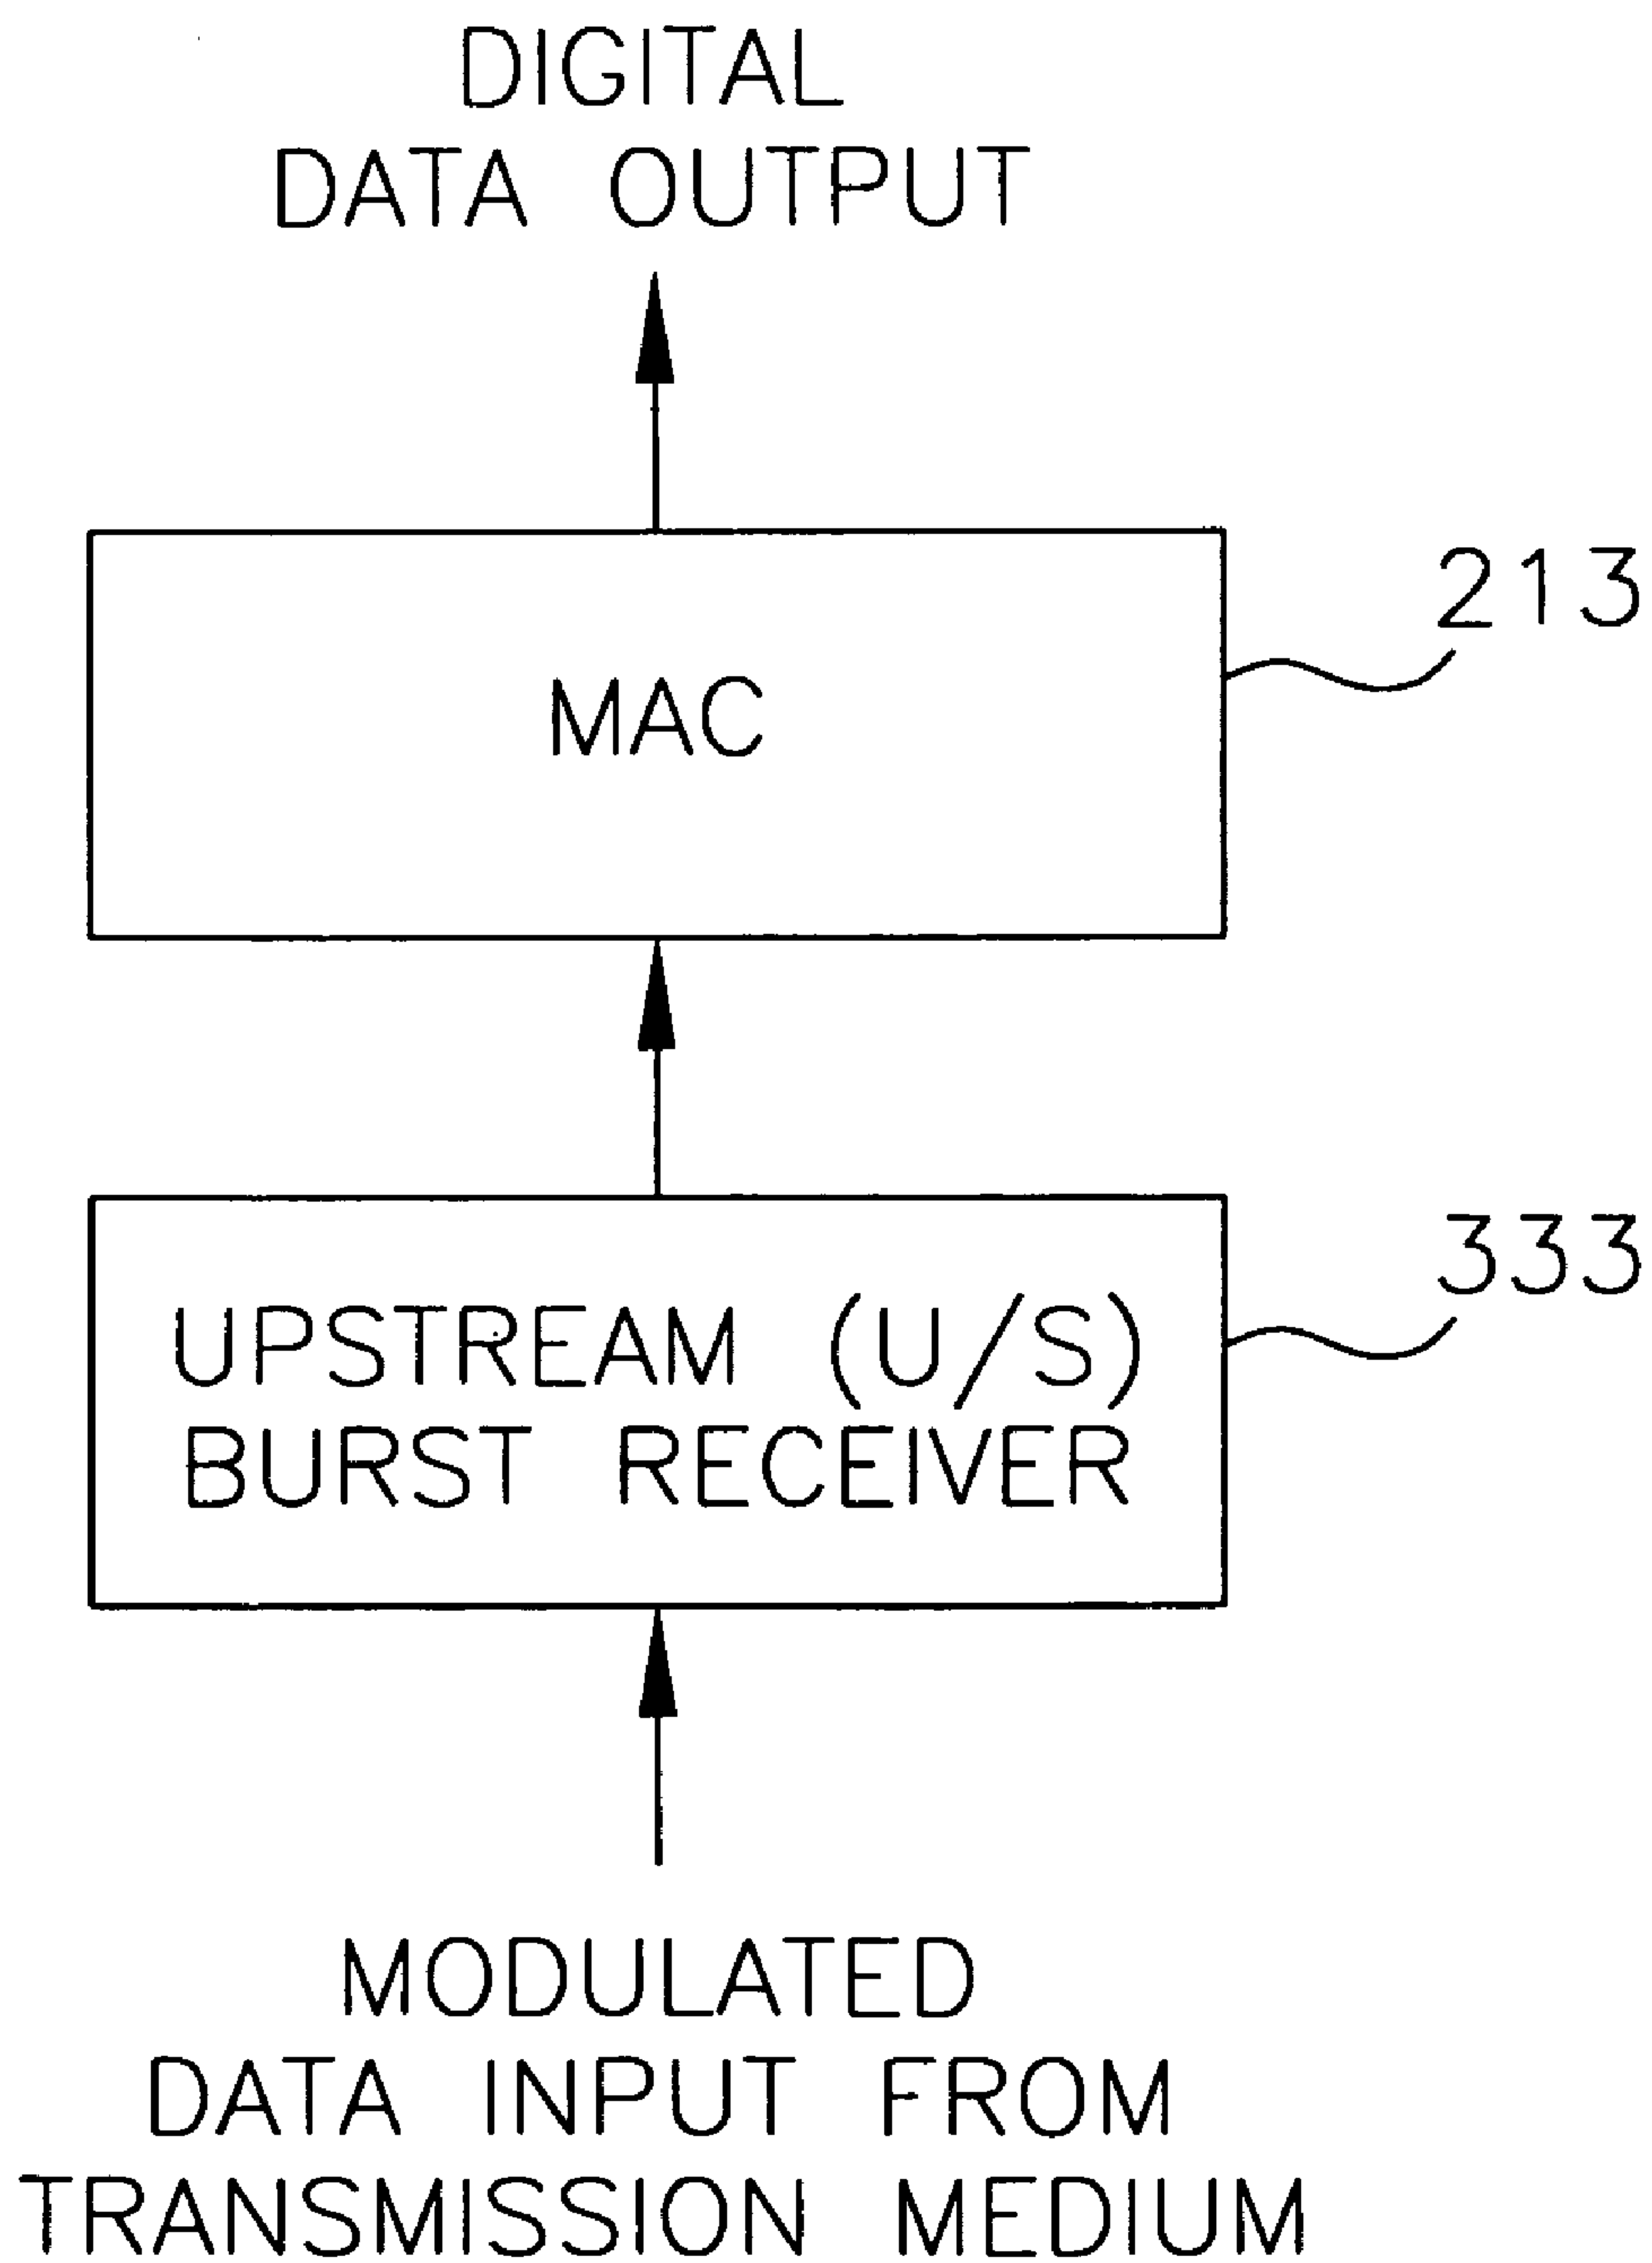 DIGITAL
DATA OUTPUT
213
MAC
333
UPSTREAM (U/S)
BURST RECEIVER
MODULATED
DATA INPUT FROM
TRANSMISSION MEDIUM